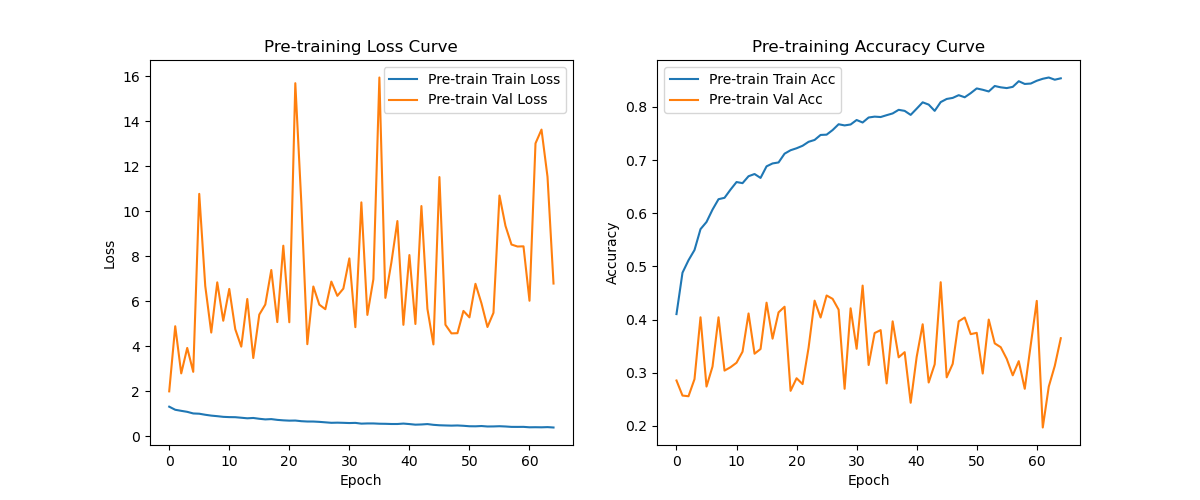 Pre-training Loss Curve
Pre-train Train Loss
Pre-train Val Loss
16
14
12
10
8
6
4
2
0
Loss
0 10 20 30 40 50 60
Epoch
Pre-training Accuracy Curve
Pre-train Train Acc
Pre-train Val Acc
0.8
0.7
0.6
0.5
0.4
0.3
0.2
Accuracy
0 10 20 30 40 50 60
Epoch